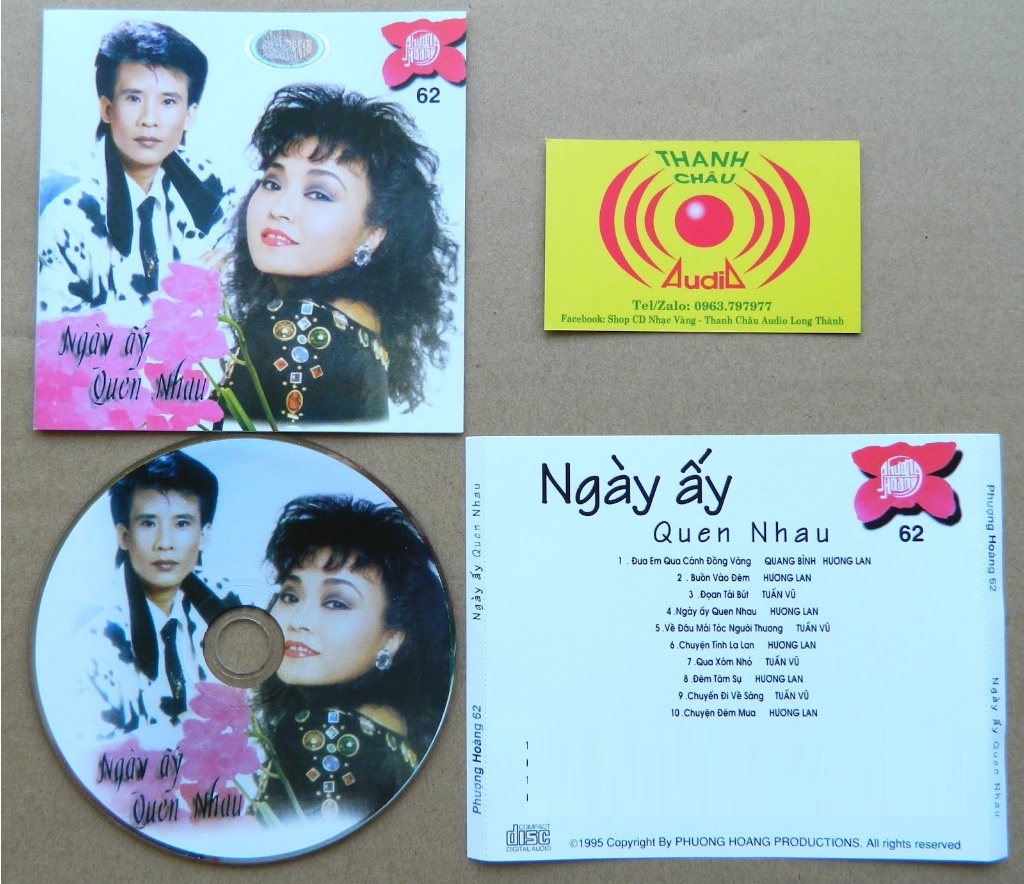 PHƯỢNG
HOÀNG
62
Ngày ấy
Quen Nhau
THANH
CHÂU
AudiO
Tel/Zalo: 0963.797977
Facebook: Shop CD Nhạc Vàng - Thanh Châu Audio Long Thành
Ngày ấy
Quen Nhau
Ngày ấy Quen Nhau
Phượng Hoàng 62
Ngày ấy
Quen Nhau
PHƯỢNG
HOÀNG
62
1 . Đưa Em Qua Cánh Đồng Vàng QUANG BÌNH HƯƠNG LAN
2 .Buồn Vào Đêm HƯƠNG LAN
3 .Đoạn Tái Bút TUẤN VŨ
4 .Ngày ấy Quen Nhau HƯƠNG LAN
5 .Về Đâu Mái Tóc Người Thương TUẤN VŨ
6 .Chuyện Tình La Lan HƯƠNG LAN
7 .Qua Xóm Nhỏ TUẤN VŨ
8 .Đêm Tâm Sự HƯƠNG LAN
9 .Chuyến Đi Về Sáng TUẤN VŨ
10 .Chuyện Đêm Mưa HƯƠNG LAN
COMPACT
disc
DIGITAL AUDIO
©1995 Copyright By PHUONG HOANG PRODUCTIONS. All rights reserved
Phượng Hoàng 62
Ngày ấy Quen Nhau